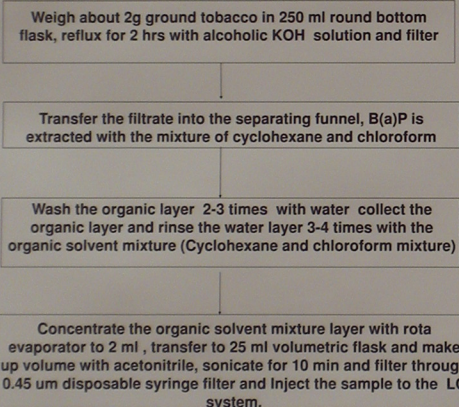 Weigh about 2g ground tobacco in 250 ml round bottom
flask, reflux for 2 hrs with alcoholic KOH solution and filter
Transfer the filtrate into the separating funnel, B(a)P is
extracted with the mixture of cyclohexane and chloroform
Wash the organic layer 2-3 times with water collect the
organic layer and rinse the water layer 3-4 times with the
organic solvent mixture (Cyclohexane and chloroform mixture)
Concentrate the organic solvent mixture layer with rota
evaporator to 2 ml , transfer to 25 ml volumetric flask and make
up volume with acetonitrile, sonicate for 10 min and filter throug
0.45 um disposable syringe filter and Inject the sample to the
system.